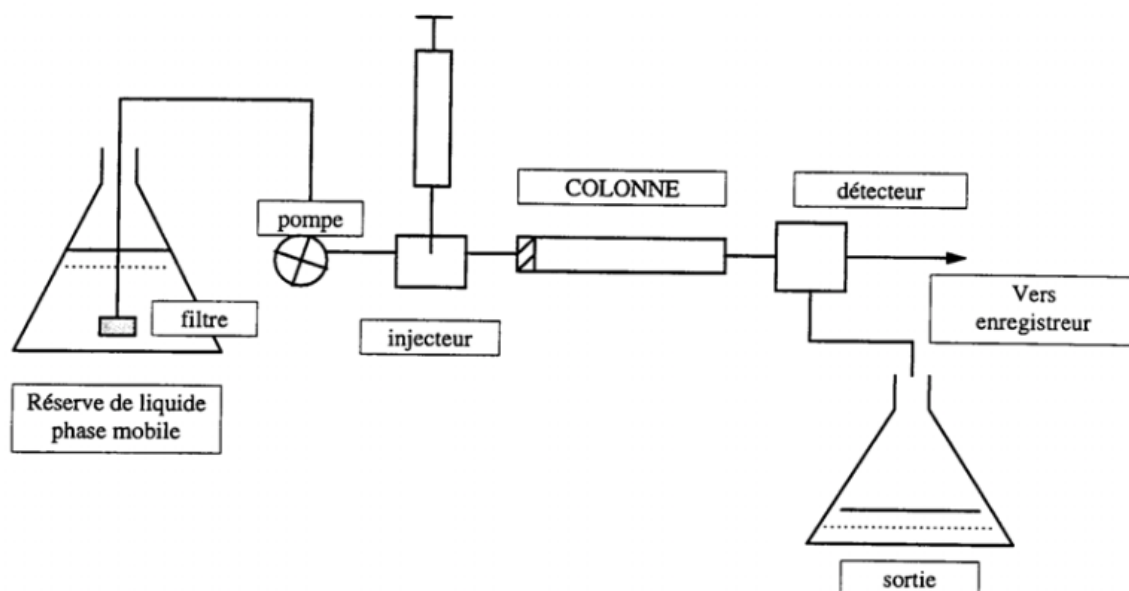 COLONNE
détecteur
pompe
filtre
injecteur
Vers
enregistreur
Réserve de liquide
phase mobile
sortie